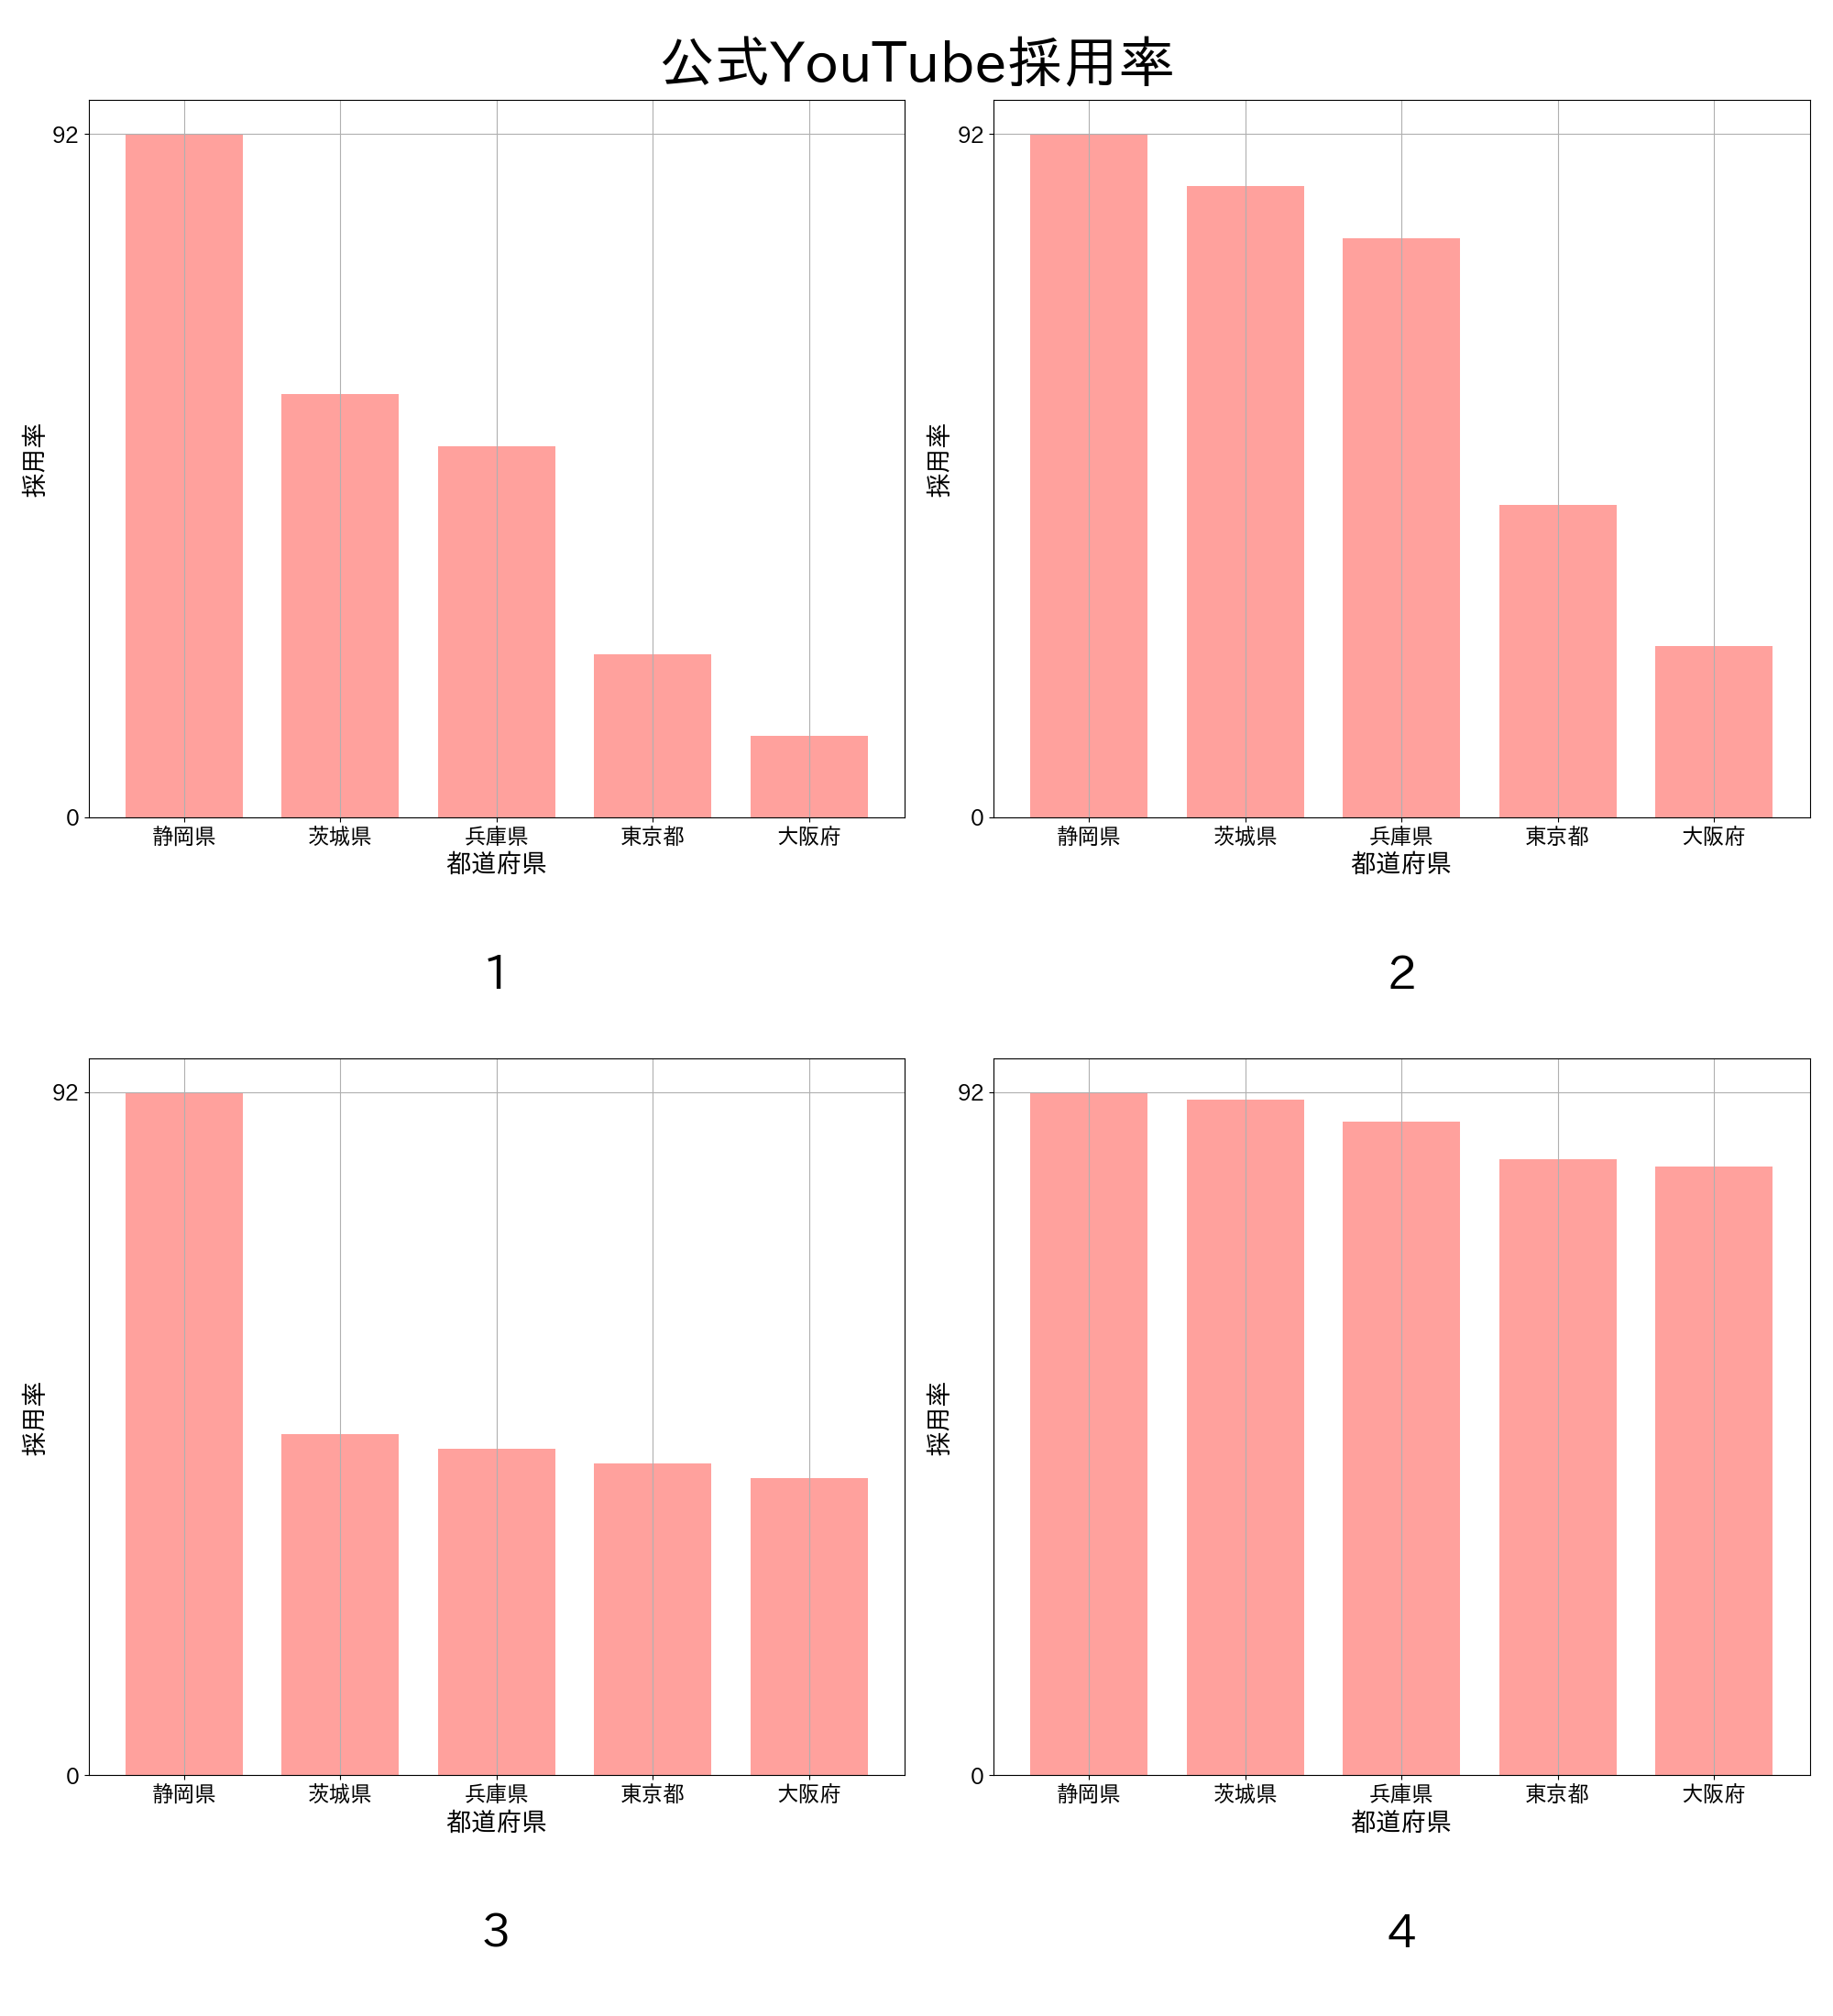 公式YouTube採用率
92
0
採用率
静岡県 茨城県 兵庫県 東京都 大阪府
都道府県
1
92
0
採用率
静岡県 茨城県 兵庫県 東京都 大阪府
都道府県
2
92
0
採用率
静岡県 茨城県 兵庫県 東京都 大阪府
都道府県
3
92
0
採用率
静岡県 茨城県 兵庫県 東京都 大阪府
都道府県
4